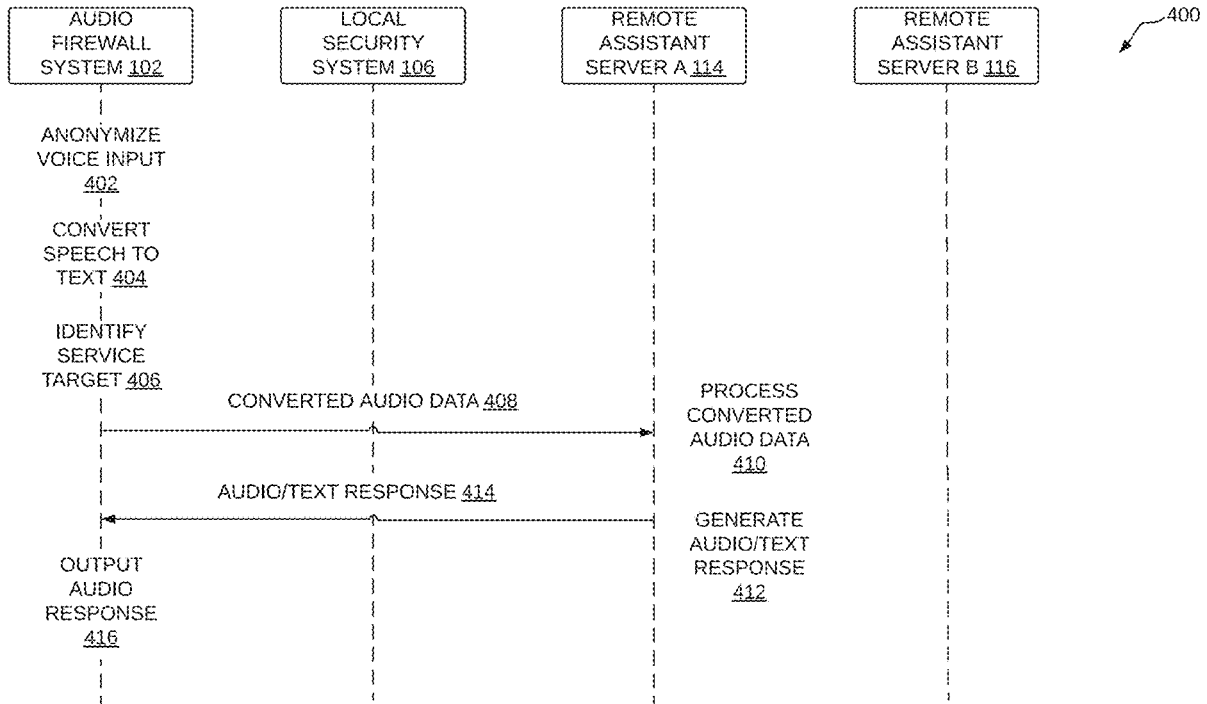 AUDIO
FIREWALL
SYSTEM 102
LOCAL
SECURITY
SYSTEM 106
REMOTE
ASSISTANT
SERVER A 114
REMOTE
ASSISTANT
SERVER B 116
400
ANONYMIZE
VOICE INPUT
402
CONVERT
SPEECH TO
TEXT 404
IDENTIFY
SERVICE
TARGET 406
CONVERTED AUDIO DATA 408
PROCESS
CONVERTED
AUDIO DATA
410
AUDIO/TEXT RESPONSE 414
GENERATE
AUDIO/TEXT
RESPONSE
412
OUTPUT
AUDIO
RESPONSE
416